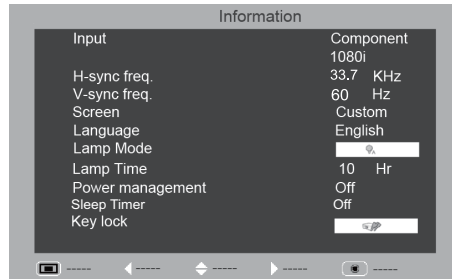 Information
Input Component
1080i
H-sync freq. 33.7 KHz
V-sync freq. 60 Hz
Screen Custom
Language English
Lamp Mode
Lamp Time 10 Hr
Power management Off
Sleep Timer Off
Key lock
----- ----- ----- ----- -----